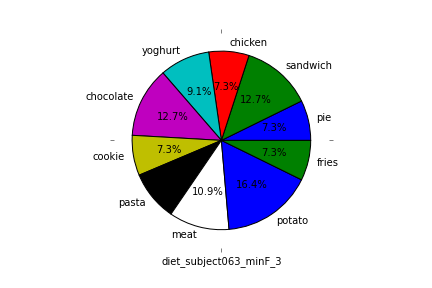 chicken
yoghurt
sandwich
7.3%
9.1%
12.7%
chocolate
12.7%
pie
7.3%
cookie
7.3%
7.3%
fries
16.4%
10.9%
pasta
potato
meat
diet_subject063_minF_3